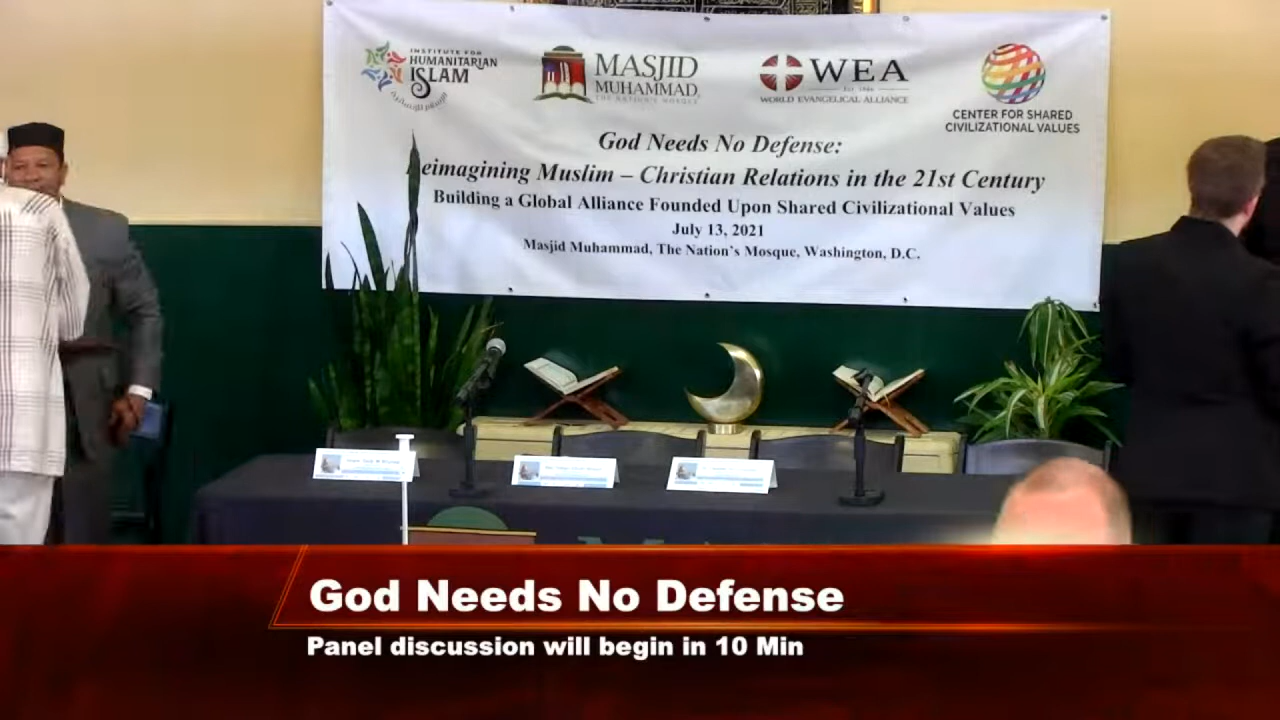 INSTITUTE FOR
HUMANITARIAN
ISLAM
MASJID
MUHAMMAD
THE NATION'S MOSQUE
WEA
Est. 1846
WORLD EVANGELICAL ALLIANCE
CENTER FOR SHARED
CIVILIZATIONAL VALUES
God Needs No Defense:
eimagining Muslim – Christian Relations in the 21st Century
Building a Global Alliance Founded Upon Shared Civilizational Values
July 13, 2021
Masjid Muhammad, The Nation's Mosque, Washington, D.C.
God Needs No Defense
Panel discussion will begin in 10 Min